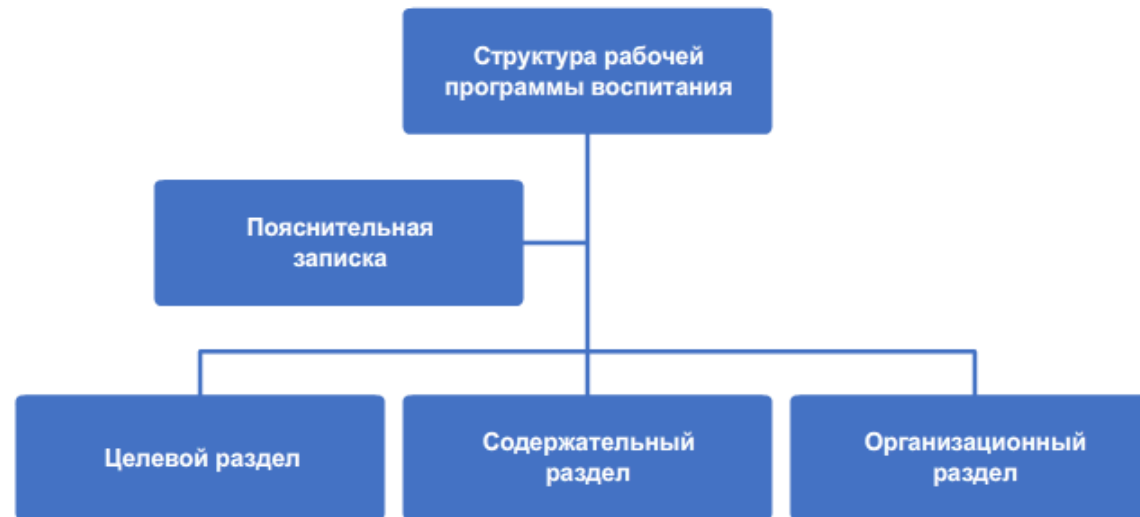 Структура рабочей
программы воспитания
Пояснительная
записка
Целевой раздел
Содержательный
раздел
Организационный
раздел